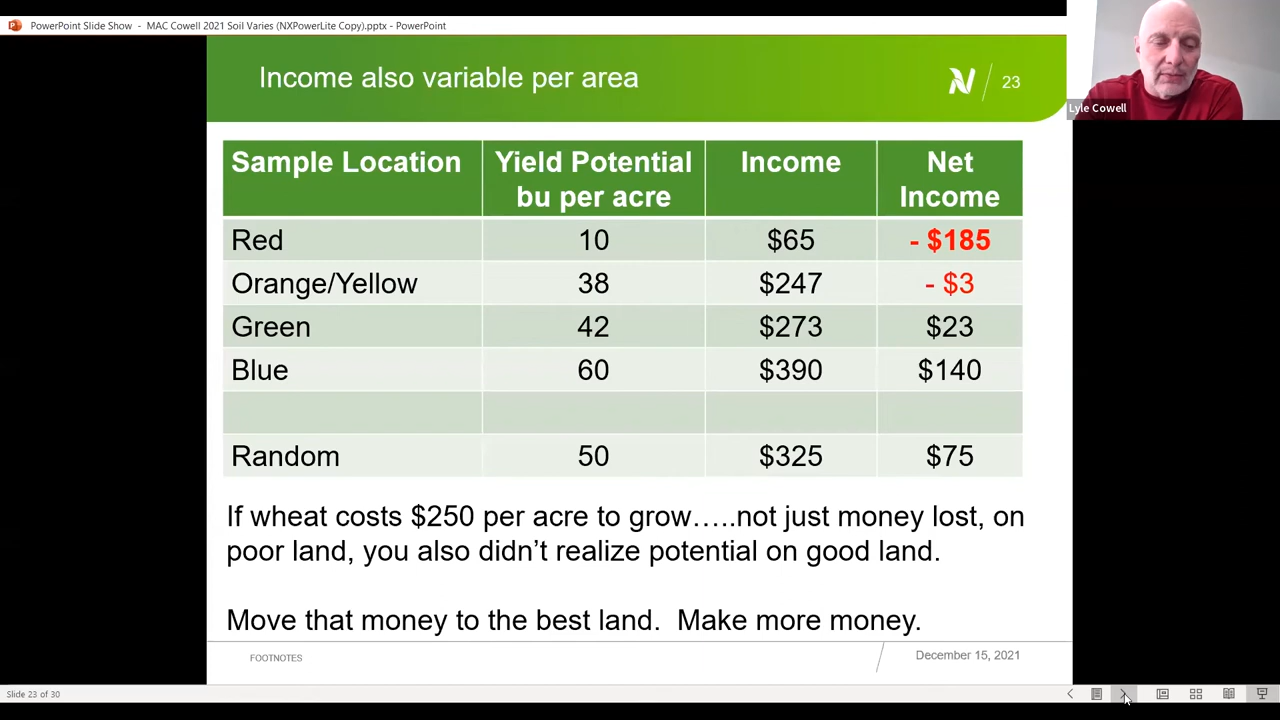 PowerPoint Slide Show - MAC Cowell 2021 Soil Varies (NXPowerLite Copy).pptx - PowerPoint
Income also variable per area
23
Lyle Cowell
Sample Location Yield Potential bu per acre Income Net Income
Red 10 $65 - $185
Orange/Yellow 38 $247 - $3
Green 42 $273 $23
Blue 60 $390 $140
Random 50 $325 $75
If wheat costs $250 per acre to grow…..not just money lost, on
poor land, you also didn’t realize potential on good land.
Move that money to the best land.  Make more money.
FOOTNOTES
December 15, 2021
Slide 23 of 30